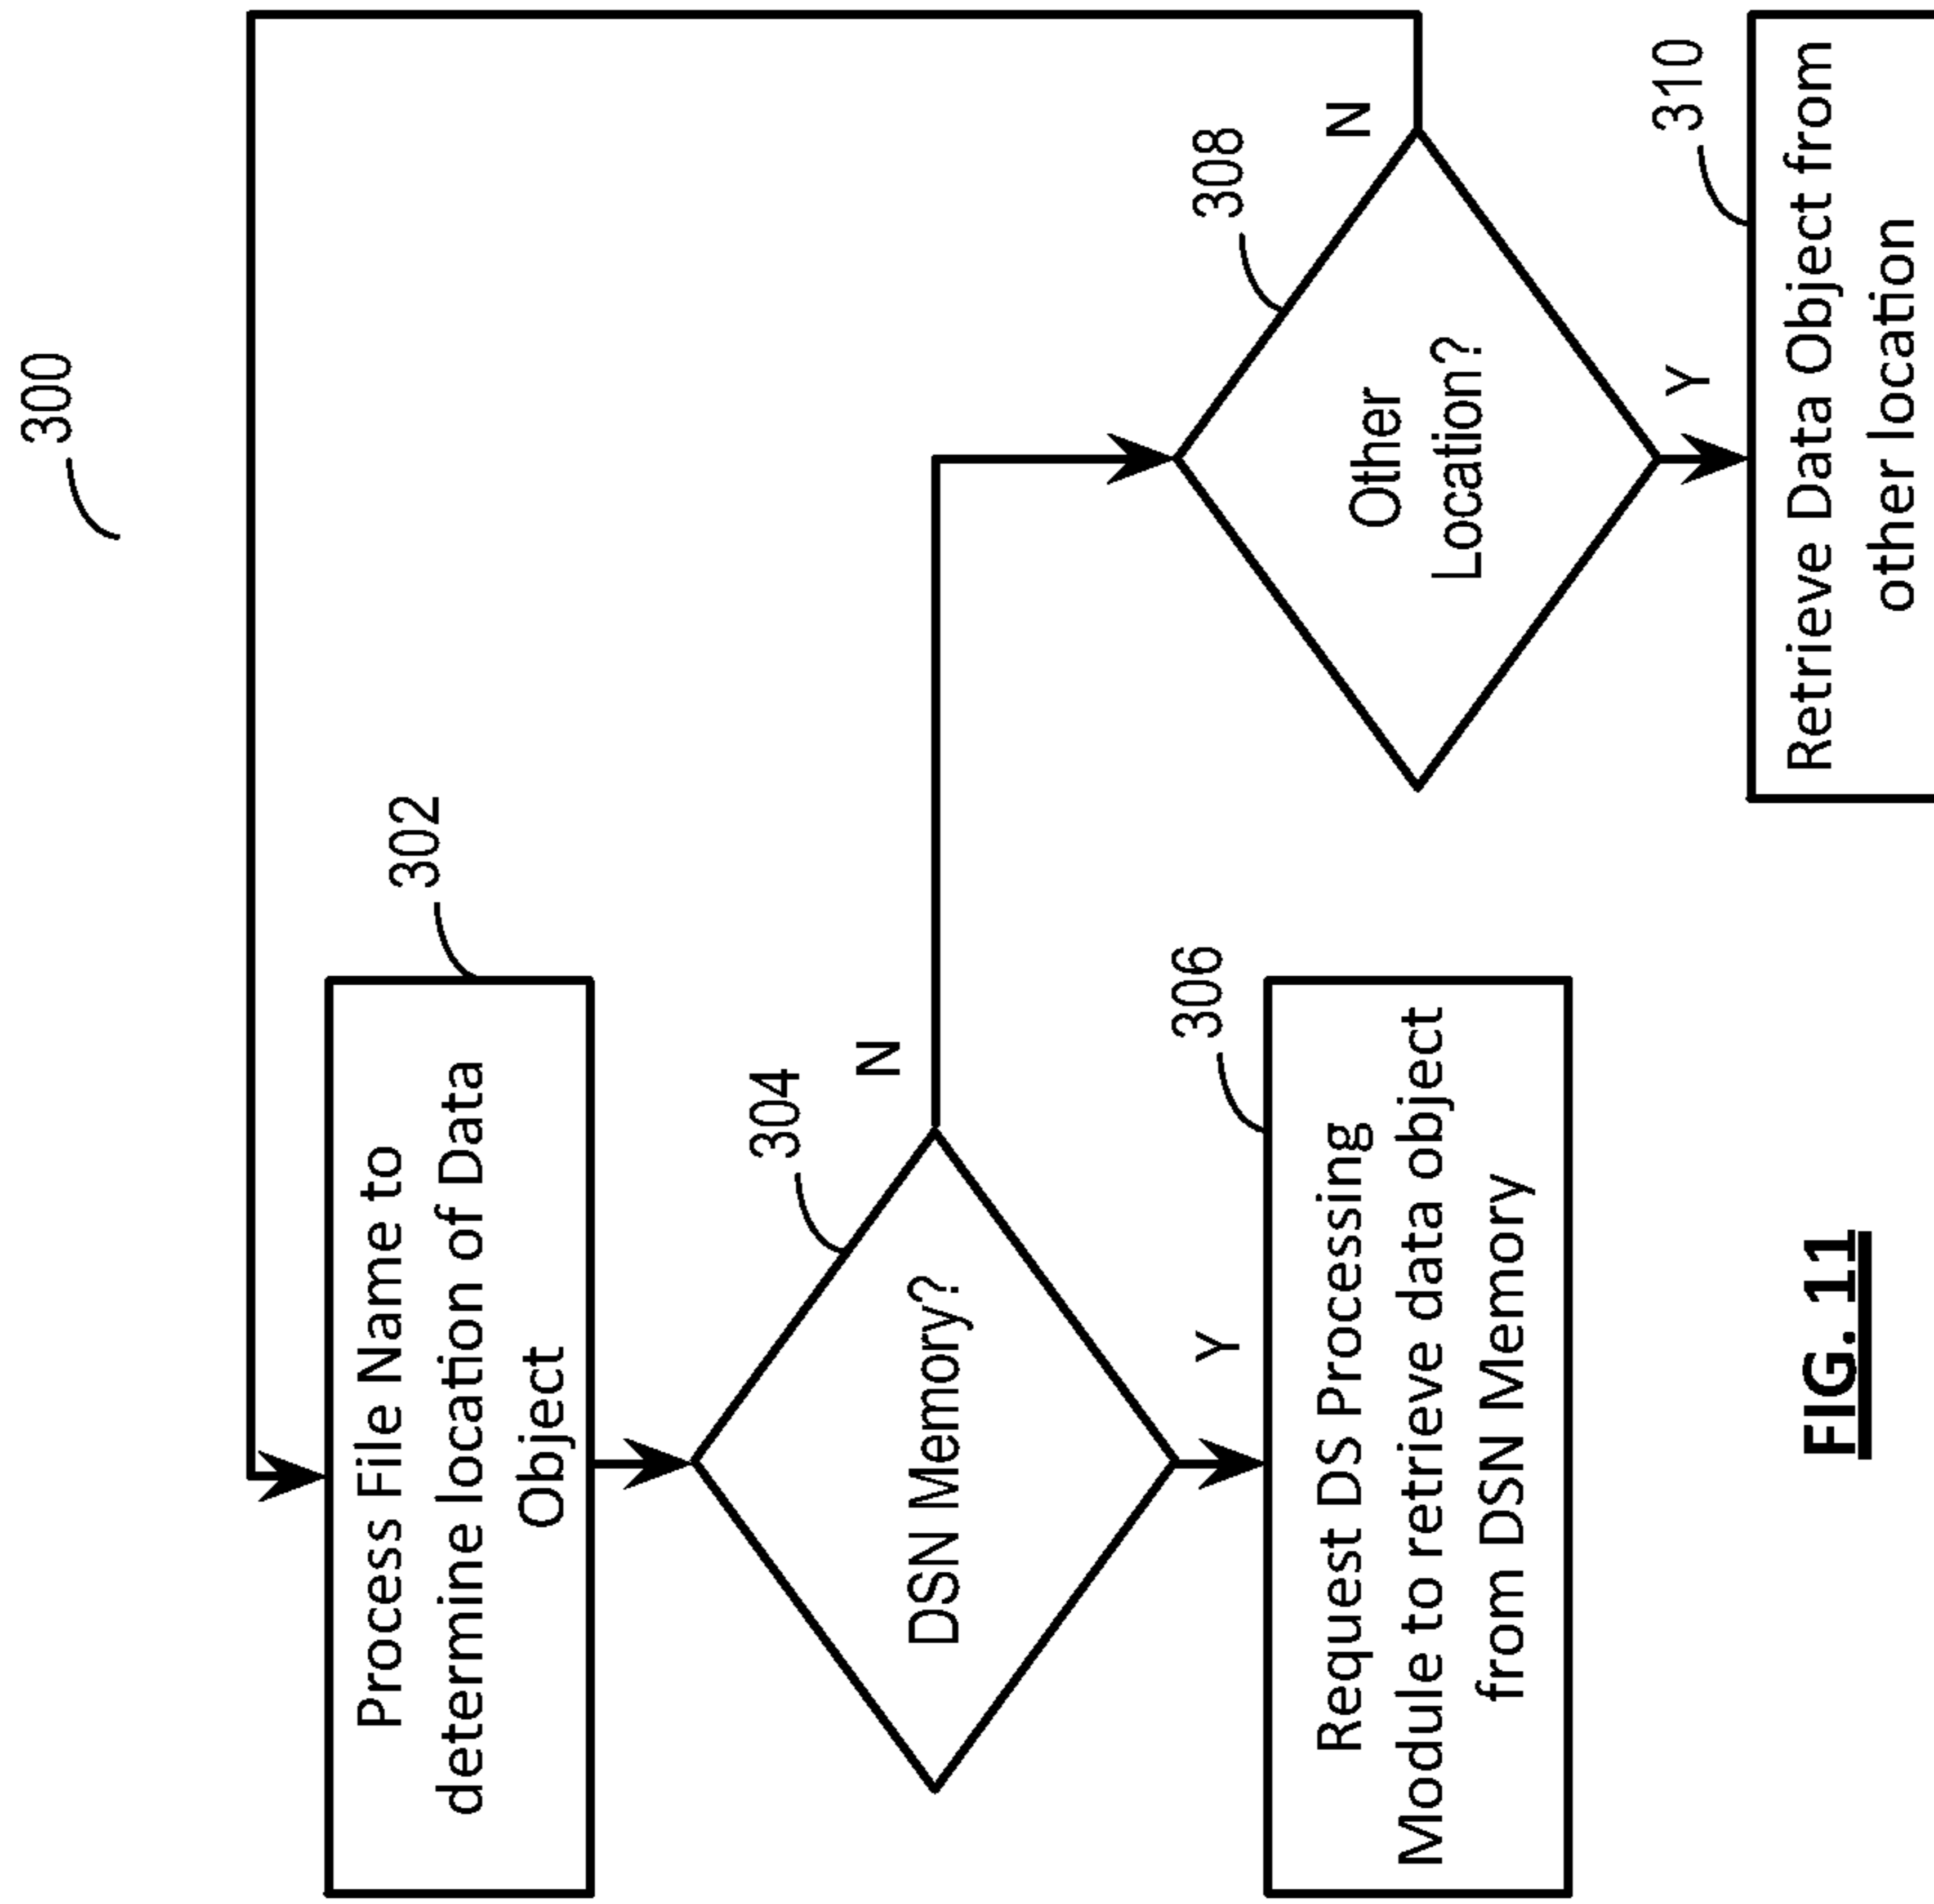 300
302
Process File Name to
determine location of Data
Object
304
DSN Memory?
N
Y
306
Request DS Processing
Module to retrieve data object
from DSN Memory
308
Other
Location?
N
Y
310
Retrieve Data Object from
other location
FIG. 11